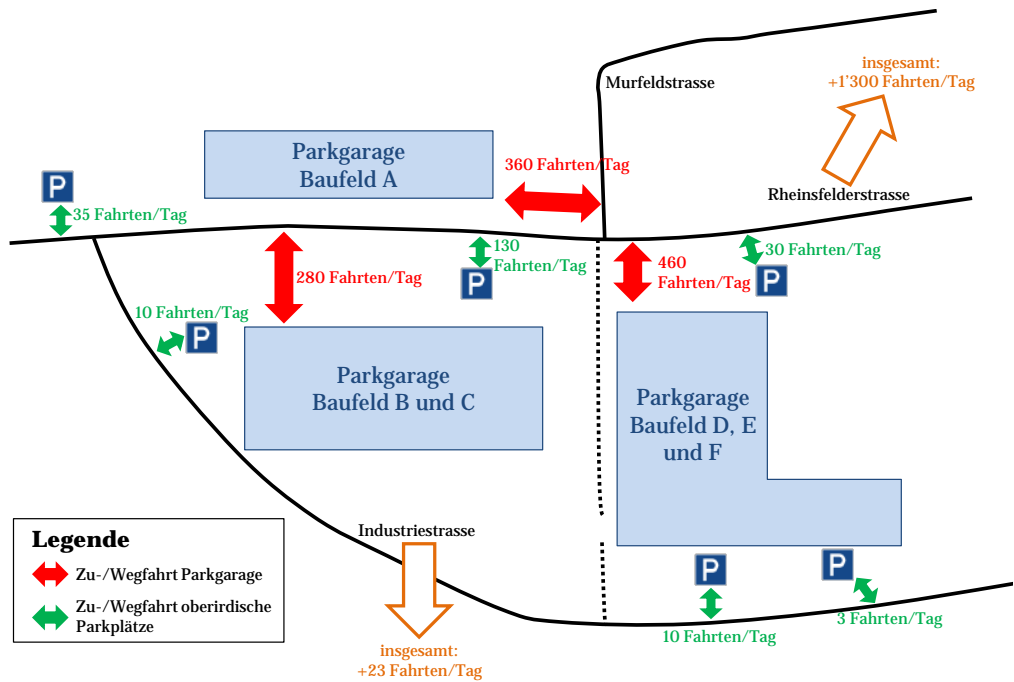 insgesamt:
+1'300 Fahrten/Tag
Murfeldstrasse
Parkgarage
Baufeld A
360 Fahrten/Tag
P
35 Fahrten/Tag
Rheinsfelderstrasse
130
Fahrten/Tag
P
30 Fahrten/Tag
P
280 Fahrten/Tag
460
Fahrten/Tag
10 Fahrten/Tag
P
Parkgarage
Baufeld B und C
Parkgarage
Baufeld D, E
und F
Industriestrasse
Legende
Zu-/Wegfahrt Parkgarage
Zu-/Wegfahrt oberirdische
Parkplätze
P
P
10 Fahrten/Tag
3 Fahrten/Tag
insgesamt:
+23 Fahrten/Tag